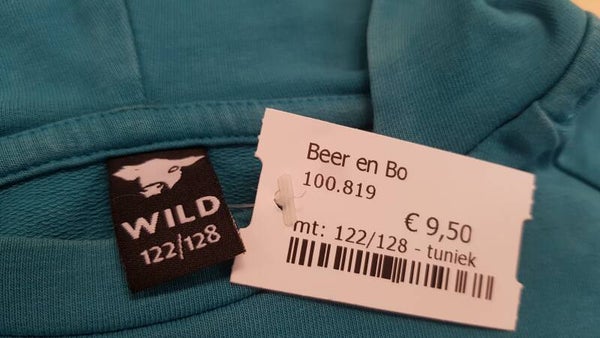 WILD
122/128
Beer en Bo
100.819
€ 9,50
mt: 122/128 - tuniek